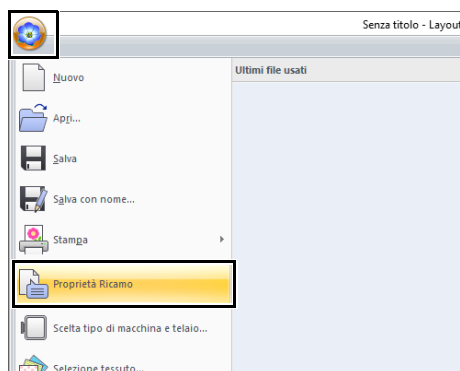 Senza titolo - Layout
Ultimi file usati
Nuovo
Apri...
Salva
Salva con nome...
Stampa
Proprietà Ricamo
Scelta tipo di macchina e telaio...
Selezione tessuto...